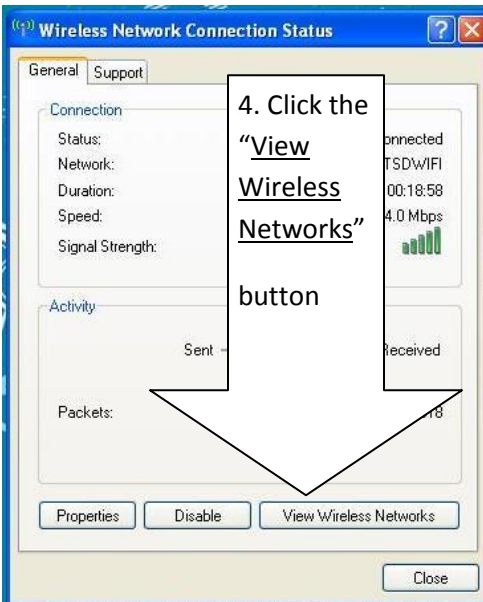 Wireless Network Connection Status
General Support
Connection
Status: onnected
Network: TSDWIFI
Duration: 00:18:58
Speed: 4.0 Mbps
Signal Strength:
4. Click the
“View
Wireless
Networks”
button
Activity
Sent Received
Packets: 8
Properties Disable View Wireless Networks
Close